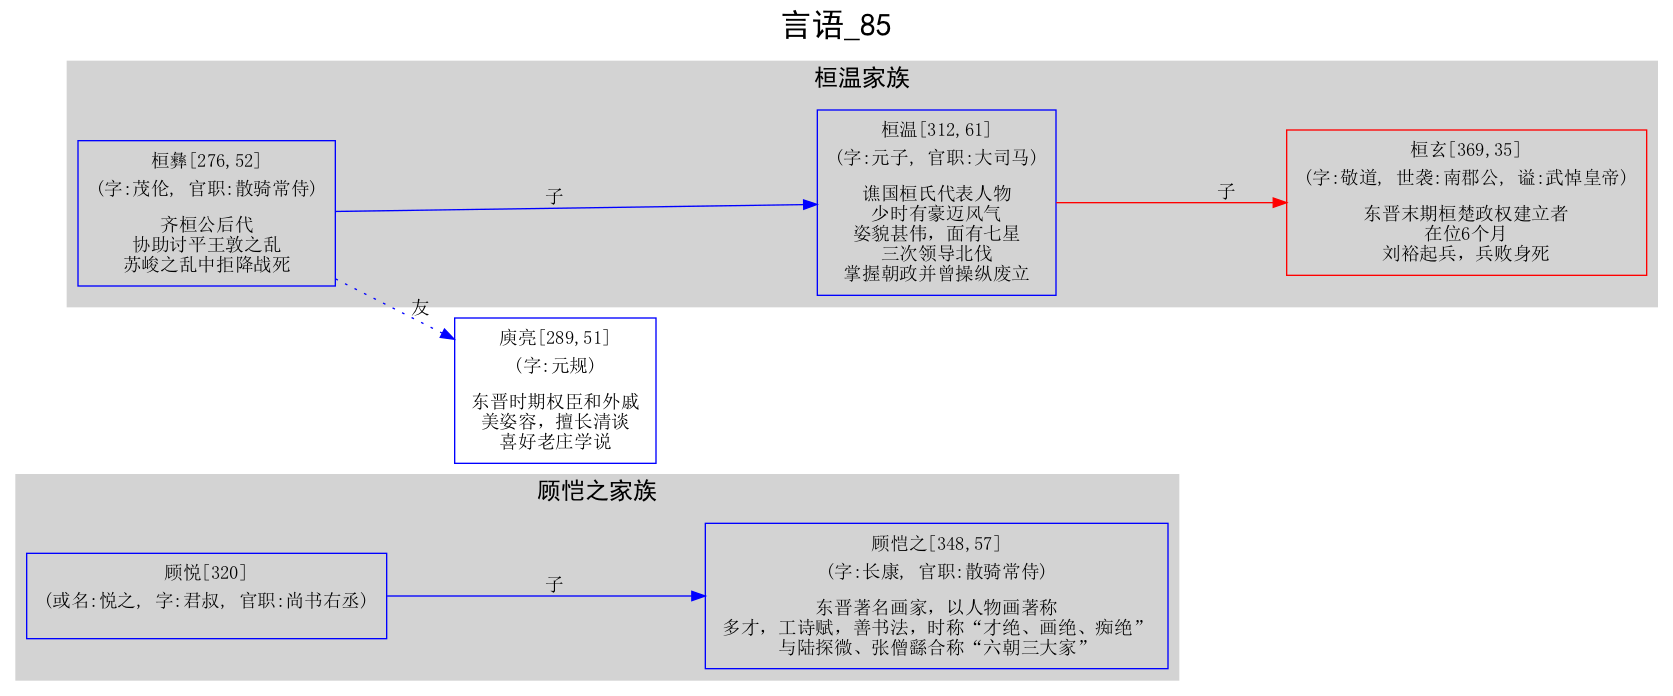 言语_85
桓温家族
桓彝[276,52]
(字:茂伦, 官职:散骑常侍)
齐桓公后代
协助讨平王敦之乱
苏峻之乱中拒降战死
子
桓温[312,61]
(字:元子, 官职:大司马)
谯国桓氏代表人物
少时有豪迈风气
姿貌甚伟，面有七星
三次领导北伐
掌握朝政并曾操纵废立
子
桓玄[369,35]
(字:敬道, 世袭:南郡公, 谥:武悼皇帝)
东晋末期桓楚政权建立者
在位6个月
刘裕起兵，兵败身死
友
庾亮[289,51]
(字:元规)
东晋时期权臣和外戚
美姿容，擅长清谈
喜好老庄学说
顾恺之家族
顾悦[320]
(或名:悦之, 字:君叔, 官职:尚书右丞)
子
顾恺之[348,57]
(字:长康, 官职:散骑常侍)
东晋著名画家，以人物画著称
多才，工诗赋，善书法，时称“才绝、画绝、痴绝”
与陆探微、张僧繇合称“六朝三大家”